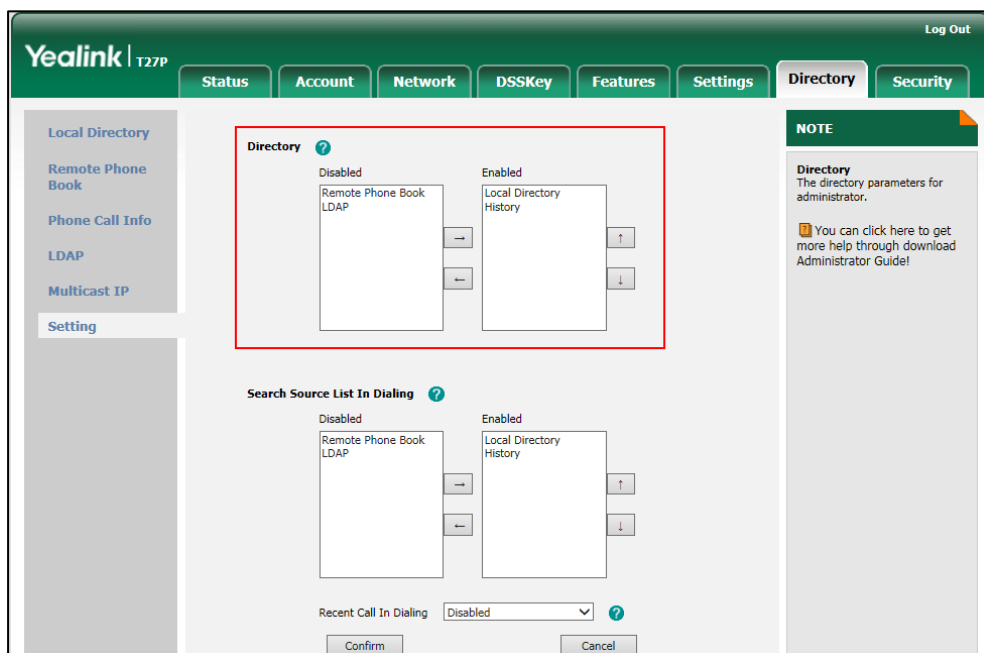 Log Out
Yealink | T27P
Status Account Network DSSKey Features Settings Directory Security
Local Directory
Remote Phone
Book
Phone Call Info
LDAP
Multicast IP
Setting
Directory ?
Disabled Enabled
Remote Phone Book Local Directory
LDAP History
→ ↑
← ↓
Search Source List In Dialing ?
Disabled Enabled
Remote Phone Book Local Directory
LDAP History
→ ↑
← ↓
Recent Call In Dialing Disabled ?
Confirm Cancel
NOTE
Directory
The directory parameters for
administrator.
? You can click here to get
more help through download
Administrator Guide!